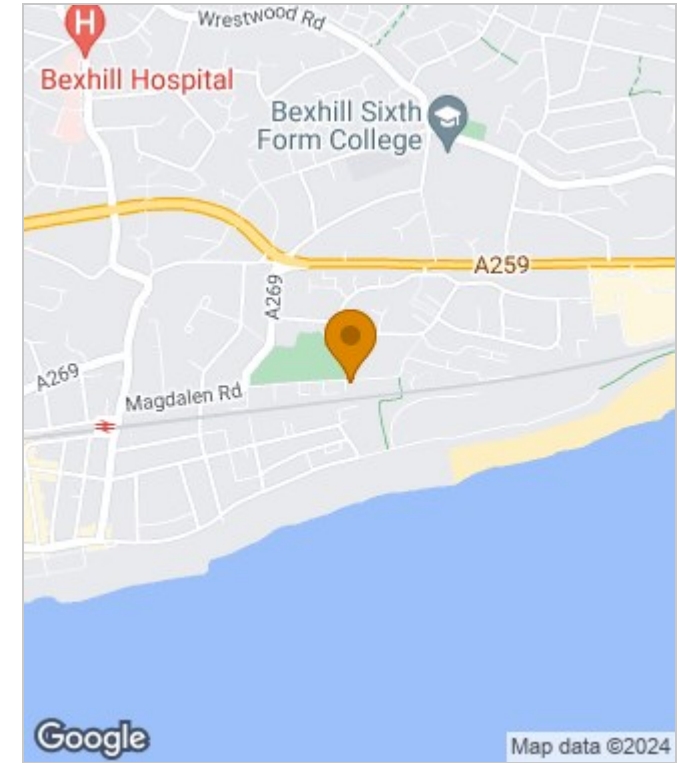 Wrestwood Rd
H
Bexhill Hospital
Bexhill Sixth
Form College
A259
A269
A269
Magdalen Rd
Google
Map data ©2024